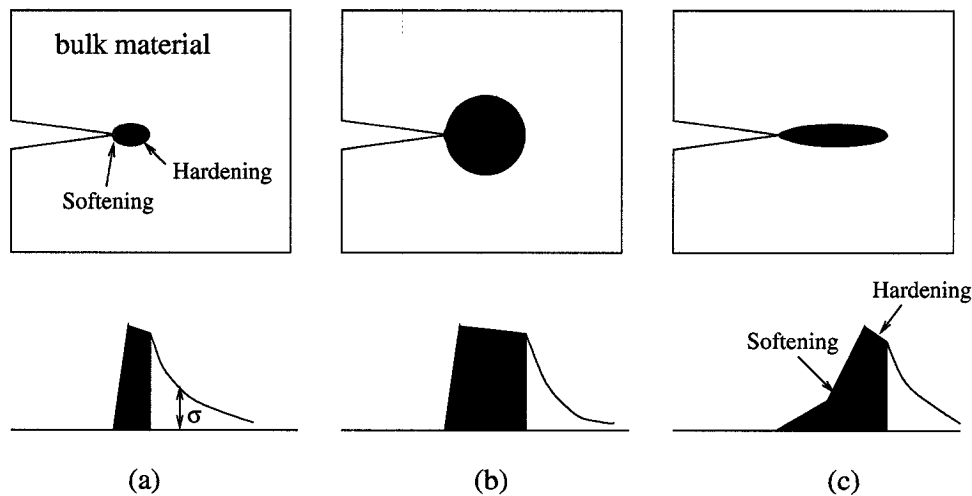 bulk material
Hardening
Softening
Hardening
Softening
σ
(a)
(b)
(c)